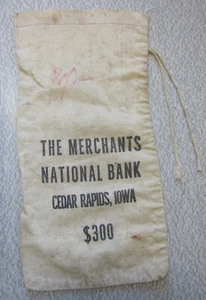 THE MERCHANTS
NATIONAL BANK
CEDAR RAPIDS, IOWA
$300